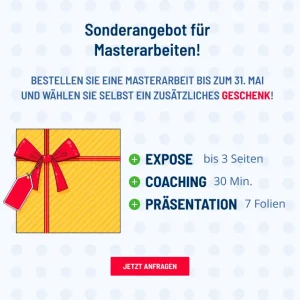 Sonderangebot für
Masterarbeiten!
BESTELLEN SIE EINE MASTERARBEIT BIS ZUM 31. MAI
UND WÄHLEN SIE SELBST EIN ZUSÄTZLICHES GESCHENK!
EXPOSE bis 3 Seiten
COACHING 30 Min.
PRÄSENTATION 7 Folien
JETZT ANFRAGEN